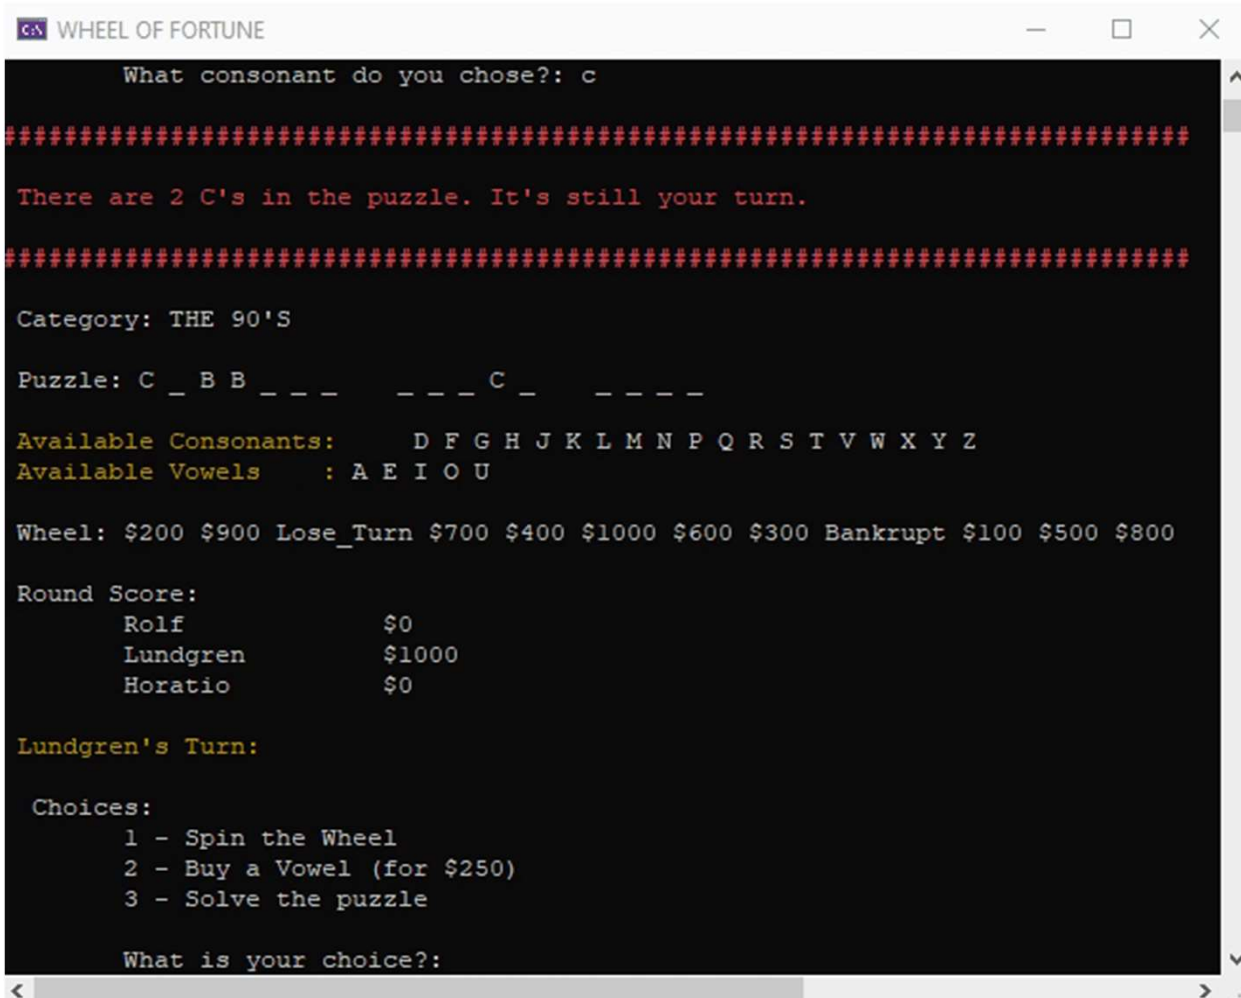 WHEEL OF FORTUNE
What consonant do you chose?: c
##############################################################################
There are 2 C's in the puzzle. It's still your turn.
##############################################################################
Category: THE 90'S
Puzzle: C _ B B _ _ _   _ _ _ C _   _ _ _ _
Available Consonants: D F G H J K L M N P Q R S T V W X Y Z
Available Vowels : A E I O U
Wheel: $200 $900 Lose_Turn $700 $400 $1000 $600 $300 Bankrupt $100 $500 $800
Round Score:
Rolf $0
Lundgren $1000
Horatio $0
Lundgren's Turn:
Choices:
1 - Spin the Wheel
2 - Buy a Vowel (for $250)
3 - Solve the puzzle
What is your choice?: